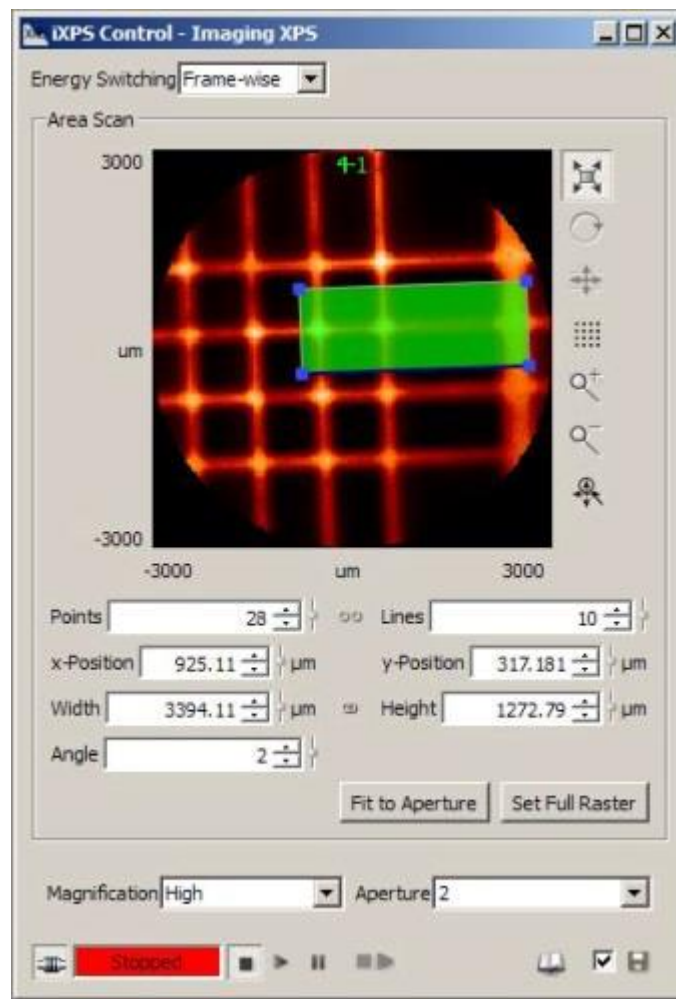 iXPS Control - Imaging XPS
Energy Switching Frame-wise
Area Scan
3000
4-1
um
-3000
-3000 um 3000
Points 28 Lines 10
x-Position 925.11 µm y-Position 317.181 µm
Width 3394.11 µm Height 1272.79 µm
Angle 2
Fit to Aperture Set Full Raster
Magnification High Aperture 2
Stopped